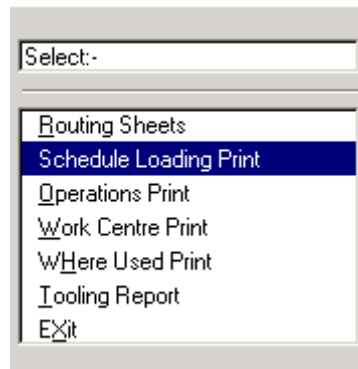 Select:-
Routing Sheets
Schedule Loading Print
Operations Print
Work Centre Print
WHere Used Print
Tooling Report
EXit